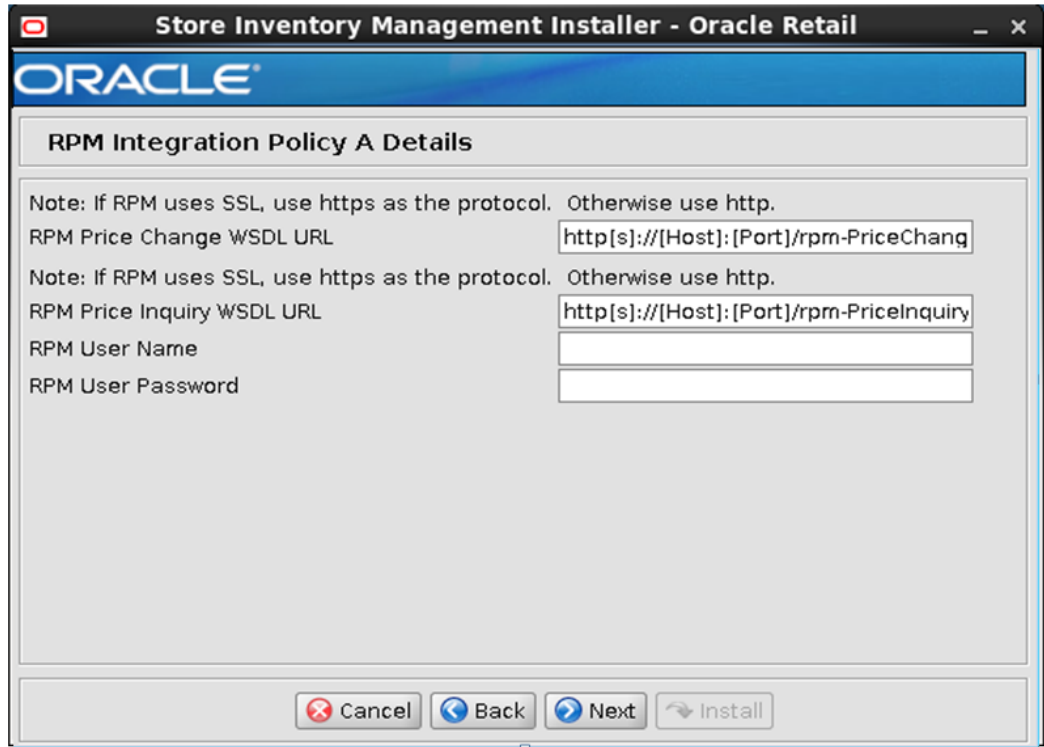 Store Inventory Management Installer - Oracle Retail
ORACLE
RPM Integration Policy A Details
Note: If RPM uses SSL, use https as the protocol.  Otherwise use http.
RPM Price Change WSDL URL http[s]://[Host]:[Port]/rpm-PriceChang
Note: If RPM uses SSL, use https as the protocol.  Otherwise use http.
RPM Price Inquiry WSDL URL http[s]://[Host]:[Port]/rpm-PriceInquiry
RPM User Name
RPM User Password
Cancel Back Next Install